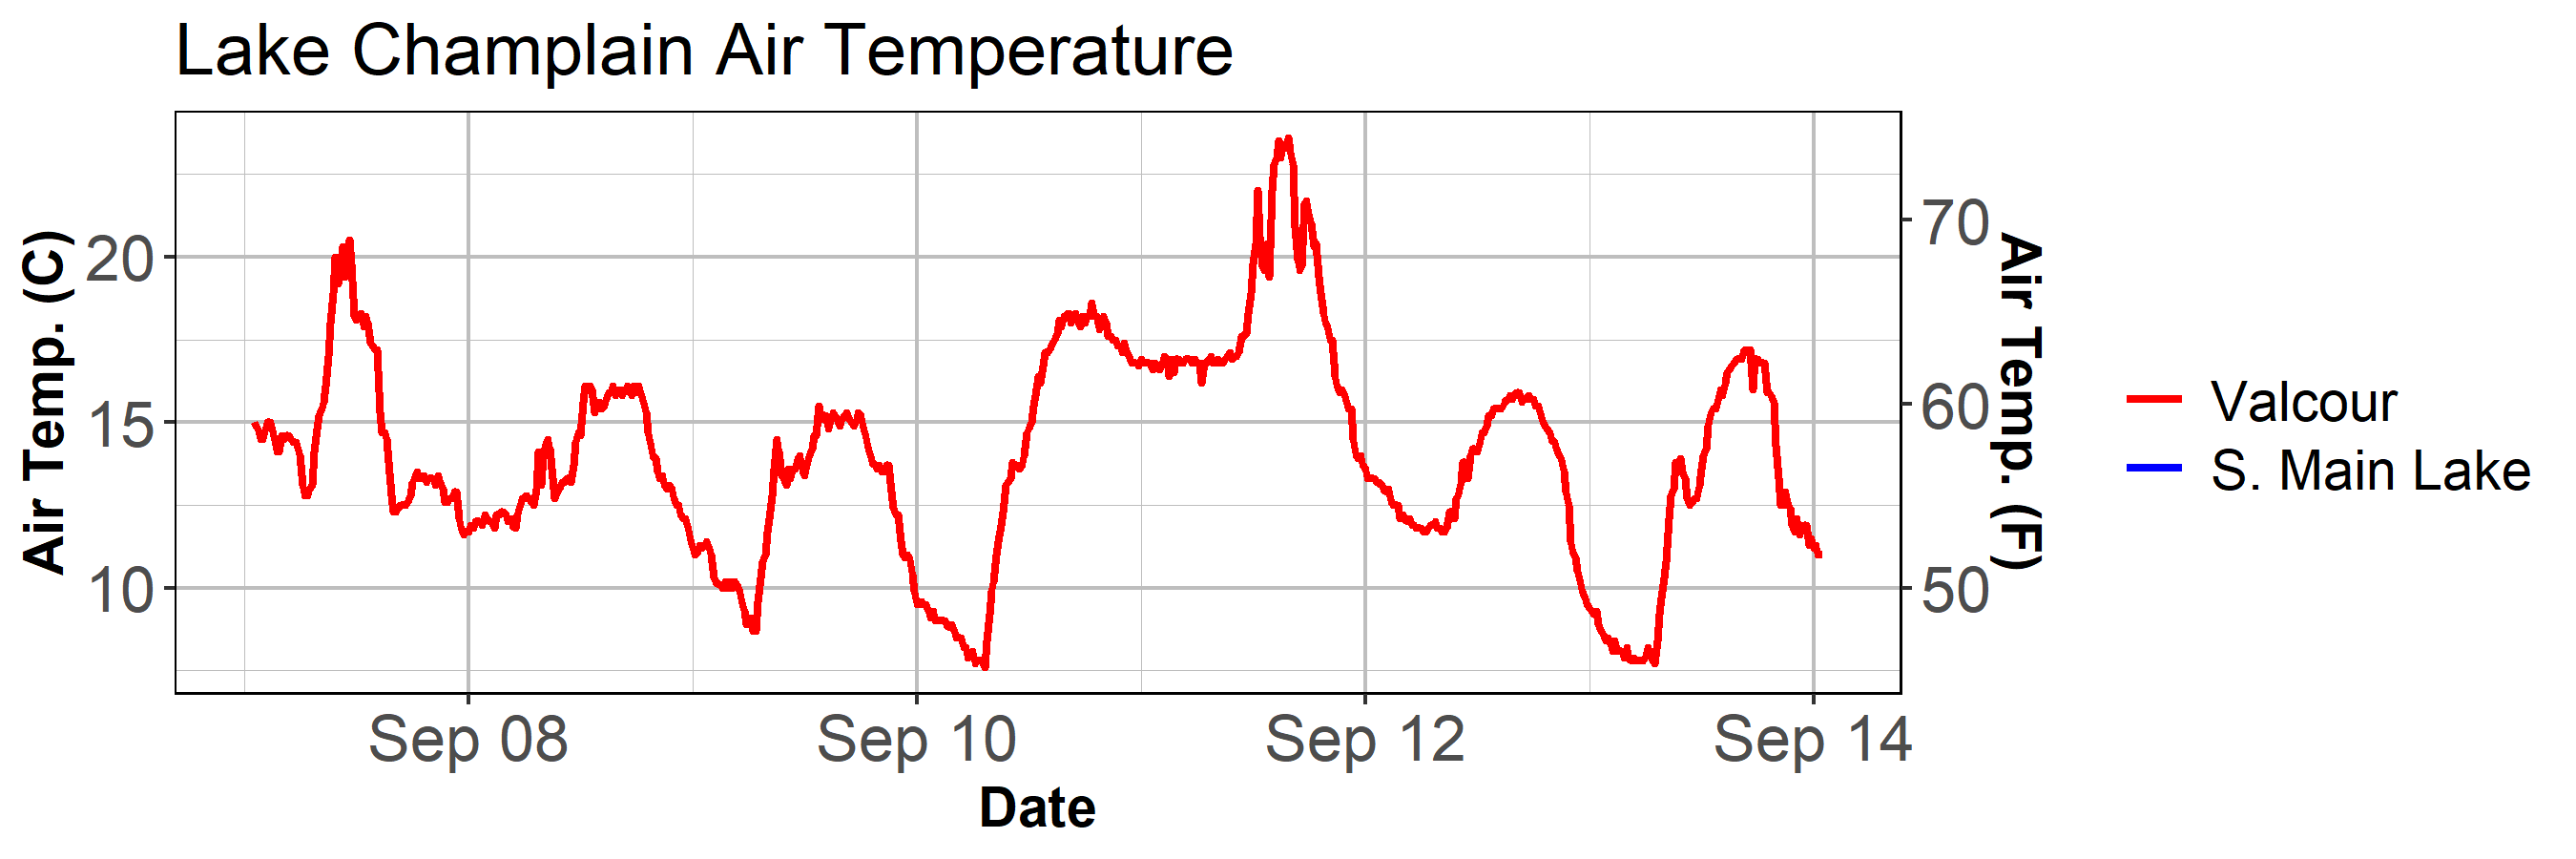 Lake Champlain Air Temperature
Air Temp. (C)
20
15
10
70
60
50
Air Temp. (F)
Sep 08
Sep 10
Sep 12
Sep 14
Date
Valcour
S. Main Lake